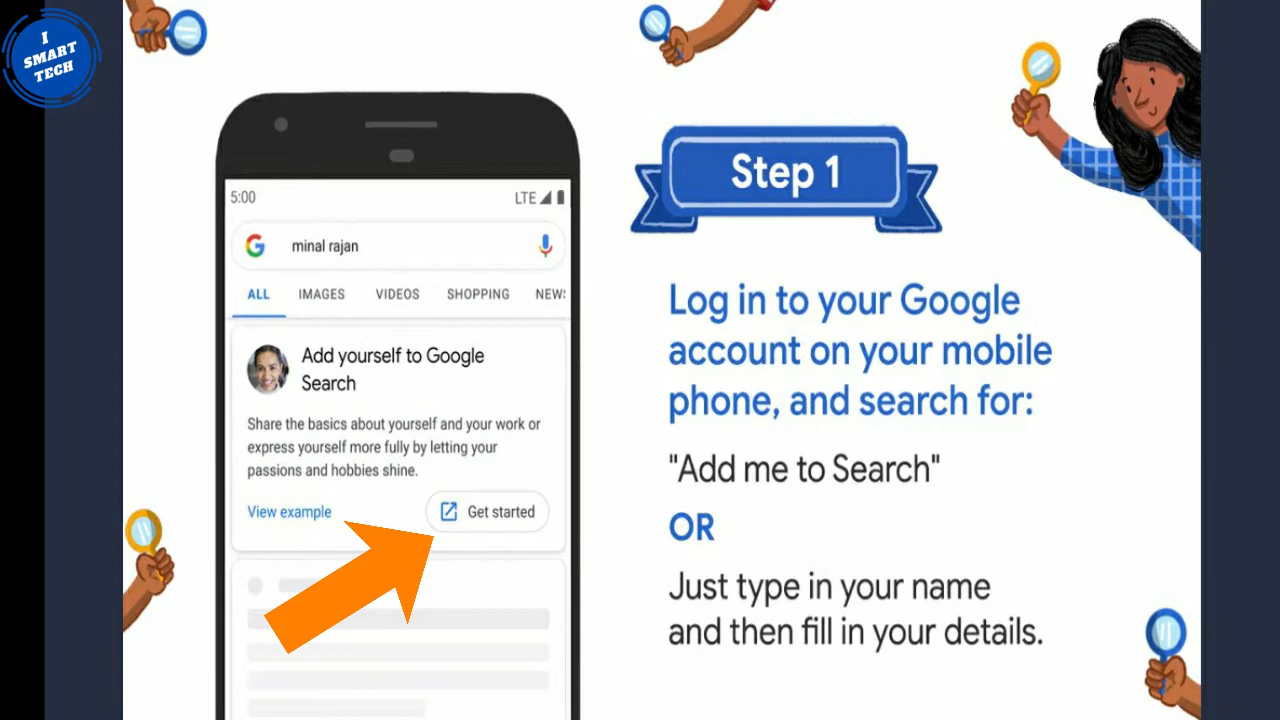 I
SMART
TECH
5:00
LTE
minal rajan
ALL IMAGES VIDEOS SHOPPING NEWS
Add yourself to Google
Search
Share the basics about yourself and your work or
express yourself more fully by letting your
passions and hobbies shine.
View example
Get started
Step 1
Log in to your Google
account on your mobile
phone, and search for:
"Add me to Search"
OR
Just type in your name
and then fill in your details.